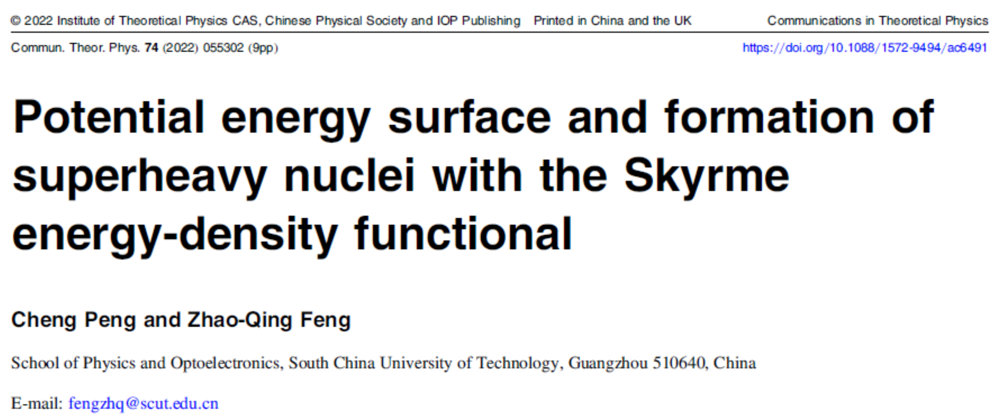 © 2022 Institute of Theoretical Physics CAS, Chinese Physical Society and IOP Publishing Printed in China and the UK Communications in Theoretical Physics
Commun. Theor. Phys. 74 (2022) 055302 (9pp) https://doi.org/10.1088/1572-9494/ac6491
Potential energy surface and formation of
superheavy nuclei with the Skyrme
energy-density functional
Cheng Peng and Zhao-Qing Feng
School of Physics and Optoelectronics, South China University of Technology, Guangzhou 510640, China
E-mail: fengzhq@scut.edu.cn